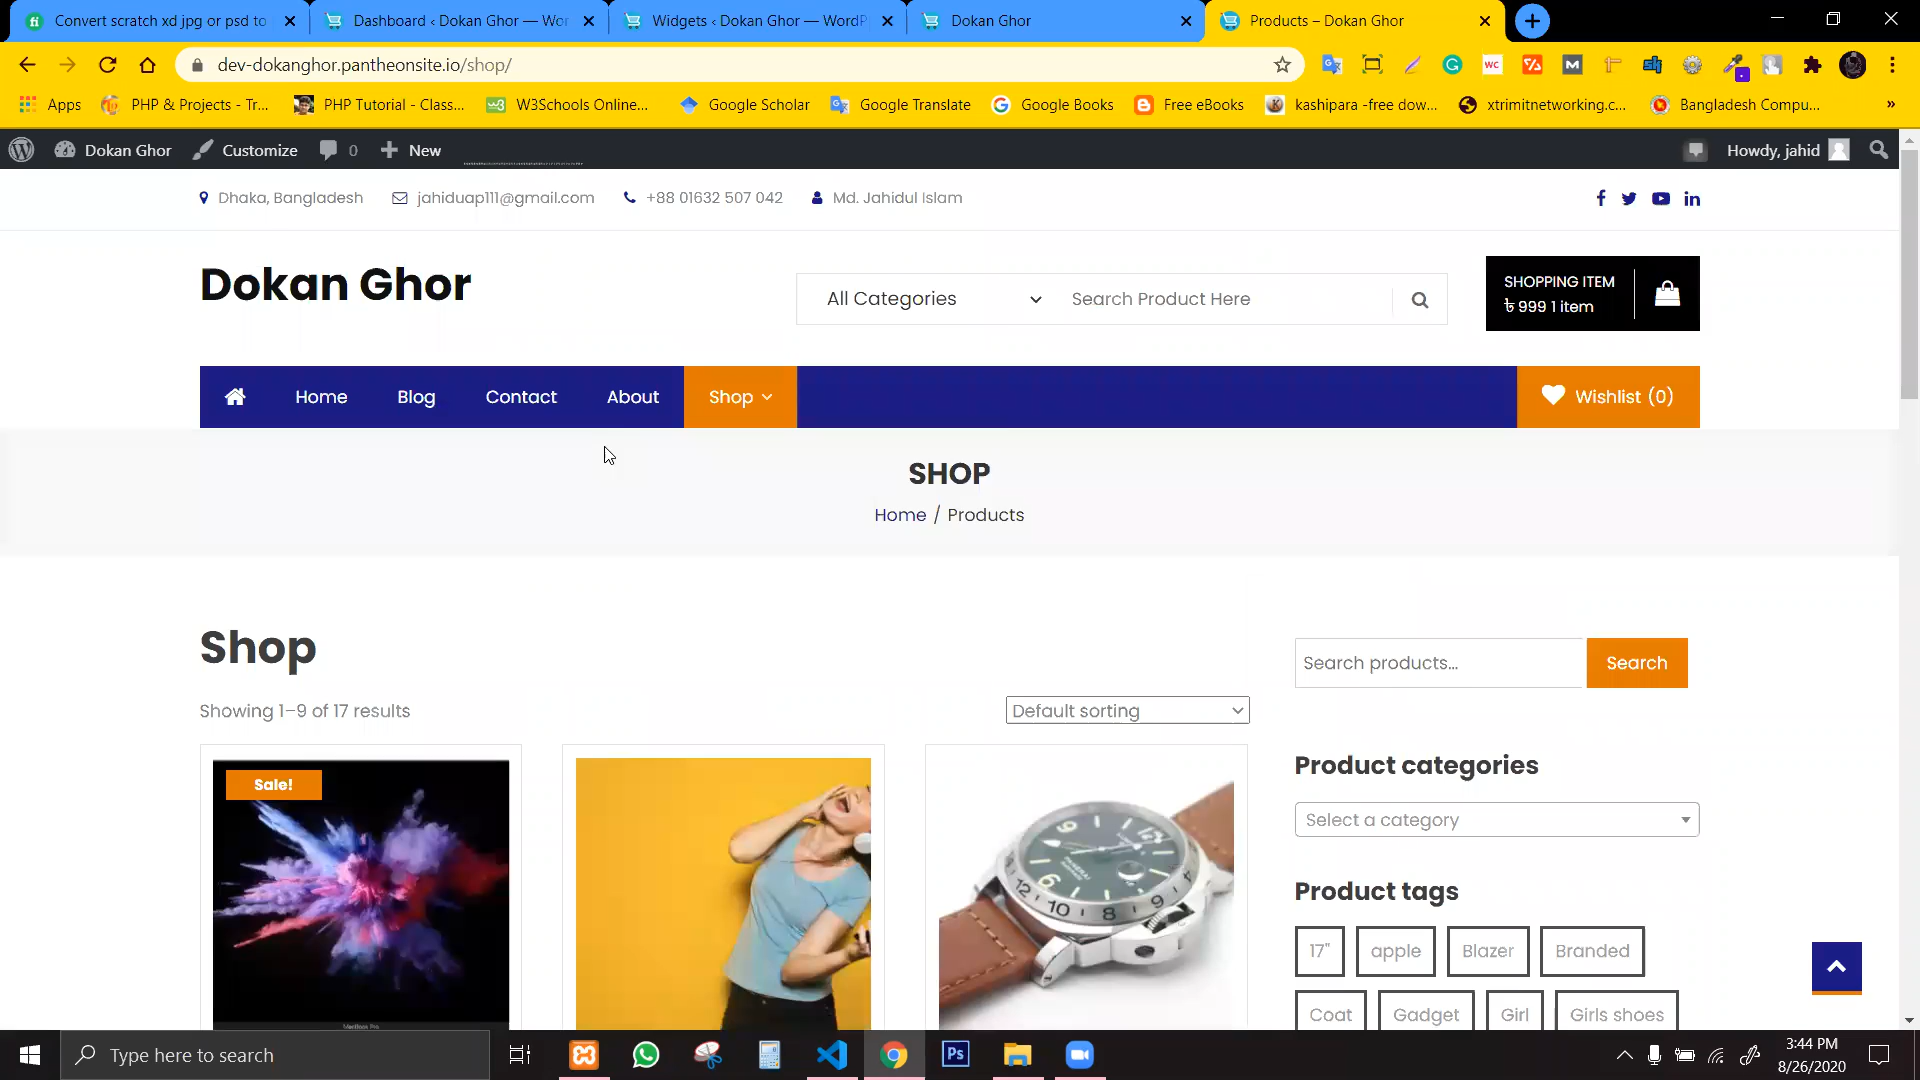 Convert scratch xd jpg or psd to
Dashboard ‹ Dokan Ghor — Wor
Widgets ‹ Dokan Ghor — WordP
Dokan Ghor
Products – Dokan Ghor
dev-dokanghor.pantheonsite.io/shop/
Apps
PHP & Projects - Tr...
PHP Tutorial - Class...
W3Schools Online...
Google Scholar
Google Translate
Google Books
Free eBooks
kashipara -free dow...
xtrimitnetworking.c...
Bangladesh Compu...
»
Dokan Ghor
Customize
0
New
Howdy, jahid
Dhaka, Bangladesh
jahiduap111@gmail.com
+88 01632 507 042
Md. Jahidul Islam
Dokan Ghor
All Categories
Search Product Here
SHOPPING ITEM
৳ 999 1 item
Home
Blog
Contact
About
Shop
Wishlist (0)
SHOP
Home / Products
Shop
Search products...
Search
Showing 1–9 of 17 results
Default sorting
Product categories
Select a category
Sale!
Product tags
17"
apple
Blazer
Branded
Coat
Gadget
Girl
Girls shoes
MacBook Pro
Type here to search
Ps
3:44 PM
8/26/2020